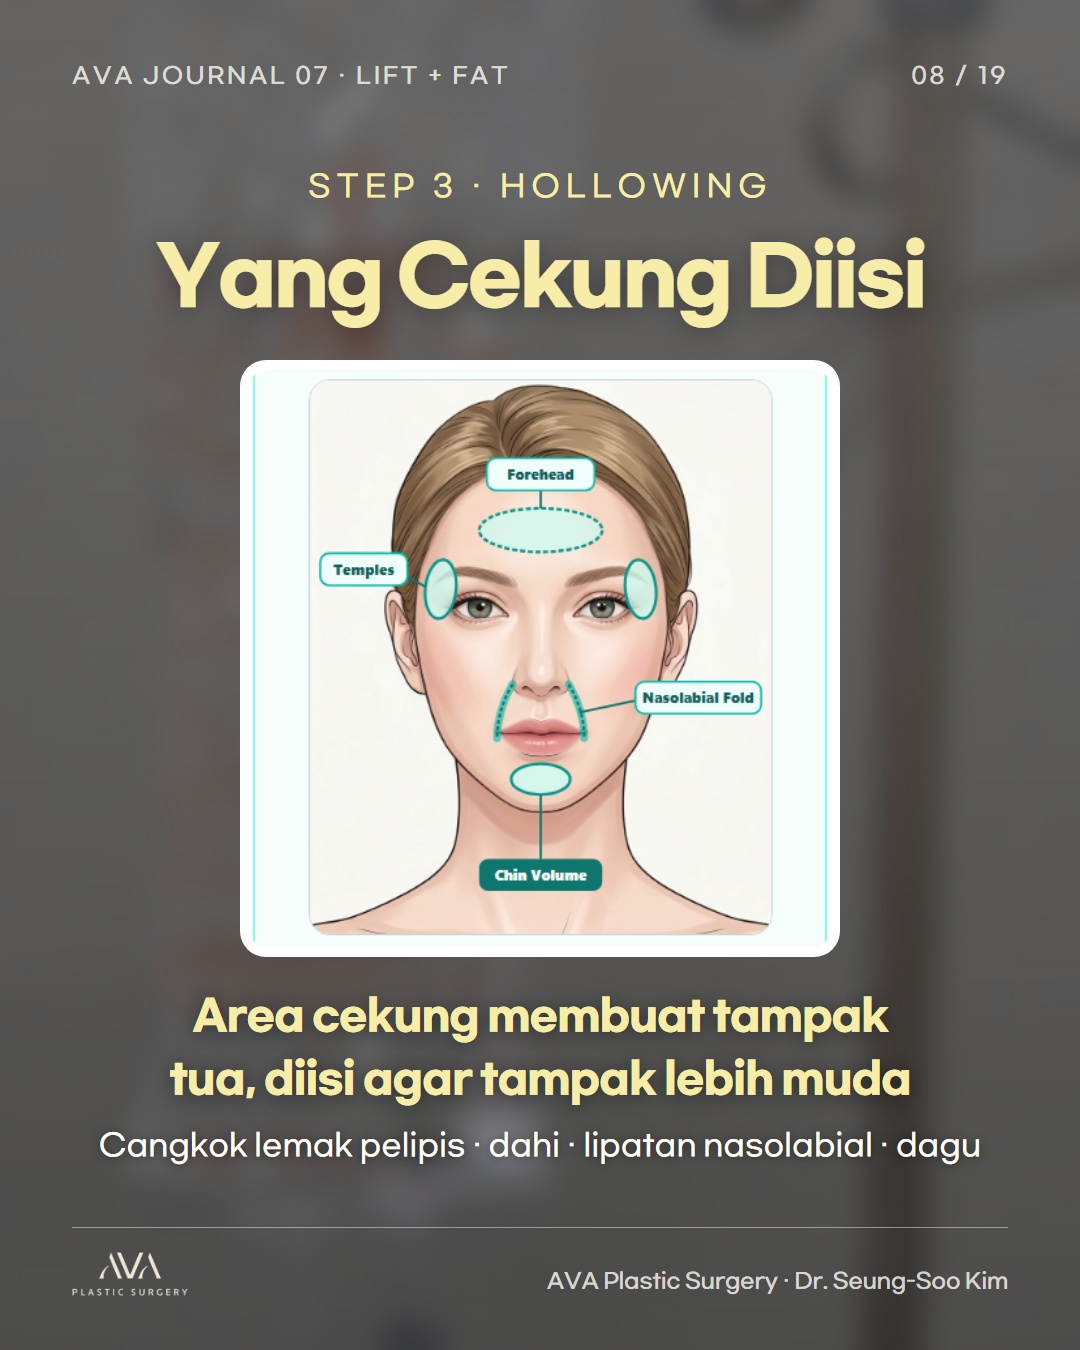 AVA JOURNAL 07 · LIFT + FAT
08 / 19
STEP 3 · HOLLOWING
Yang Cekung Diisi
Forehead
Temples
Nasolabial Fold
Chin Volume
Area cekung membuat tampak
tua, diisi agar tampak lebih muda
Cangkok lemak pelipis · dahi · lipatan nasolabial · dagu
AVA
PLASTIC SURGERY
AVA Plastic Surgery · Dr. Seung-Soo Kim